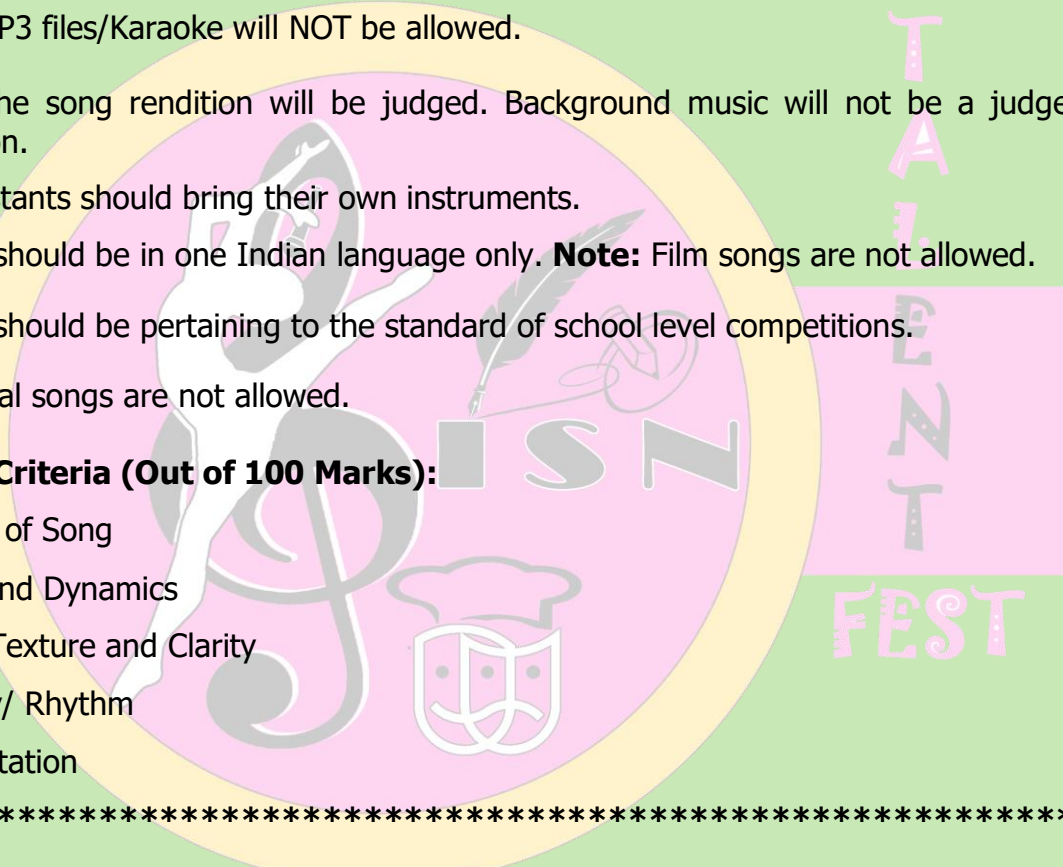 P3 files/Karaoke will NOT be allowed.
he song rendition will be judged. Background music will not be a judge
on.
tants should bring their own instruments.
should be in one Indian language only. Note: Film songs are not allowed.
should be pertaining to the standard of school level competitions.
al songs are not allowed.
Criteria (Out of 100 Marks):
of Song
nd Dynamics
Texture and Clarity
/ Rhythm
tation
****************************************************
ISN
TALENT
FEST